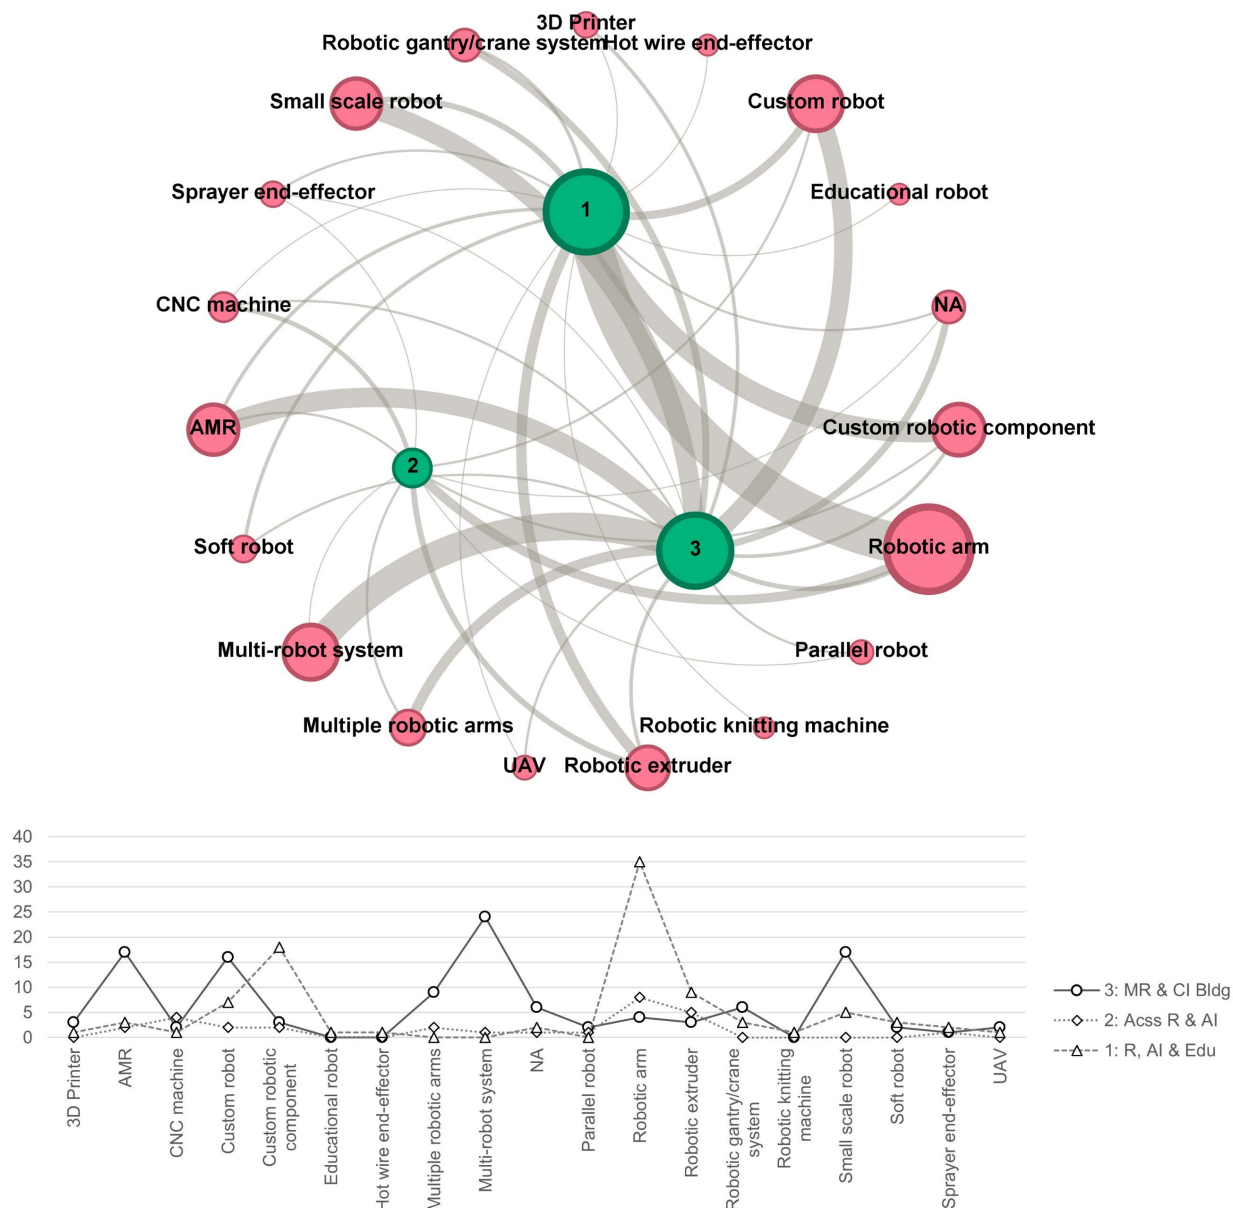 3D Printer
Robotic gantry/crane system
Hot wire end-effector
Small scale robot
Custom robot
Sprayer end-effector
Educational robot
1
CNC machine
NA
AMR
Custom robotic component
2
Soft robot
3
Robotic arm
Multi-robot system
Parallel robot
Multiple robotic arms
Robotic knitting machine
UAV
Robotic extruder
40
35
30
25
20
15
10
5
0
3: MR & CI Bldg
2: Acss R & AI
1: R, AI & Edu
3D Printer
AMR
CNC machine
Custom robot
Custom robotic
component
Educational robot
Hot wire end-effector
Multiple robotic arms
Multi-robot system
NA
Parallel robot
Robotic arm
Robotic extruder
Robotic gantry/crane
system
Robotic knitting
machine
Small scale robot
Soft robot
Sprayer end-effector
UAV